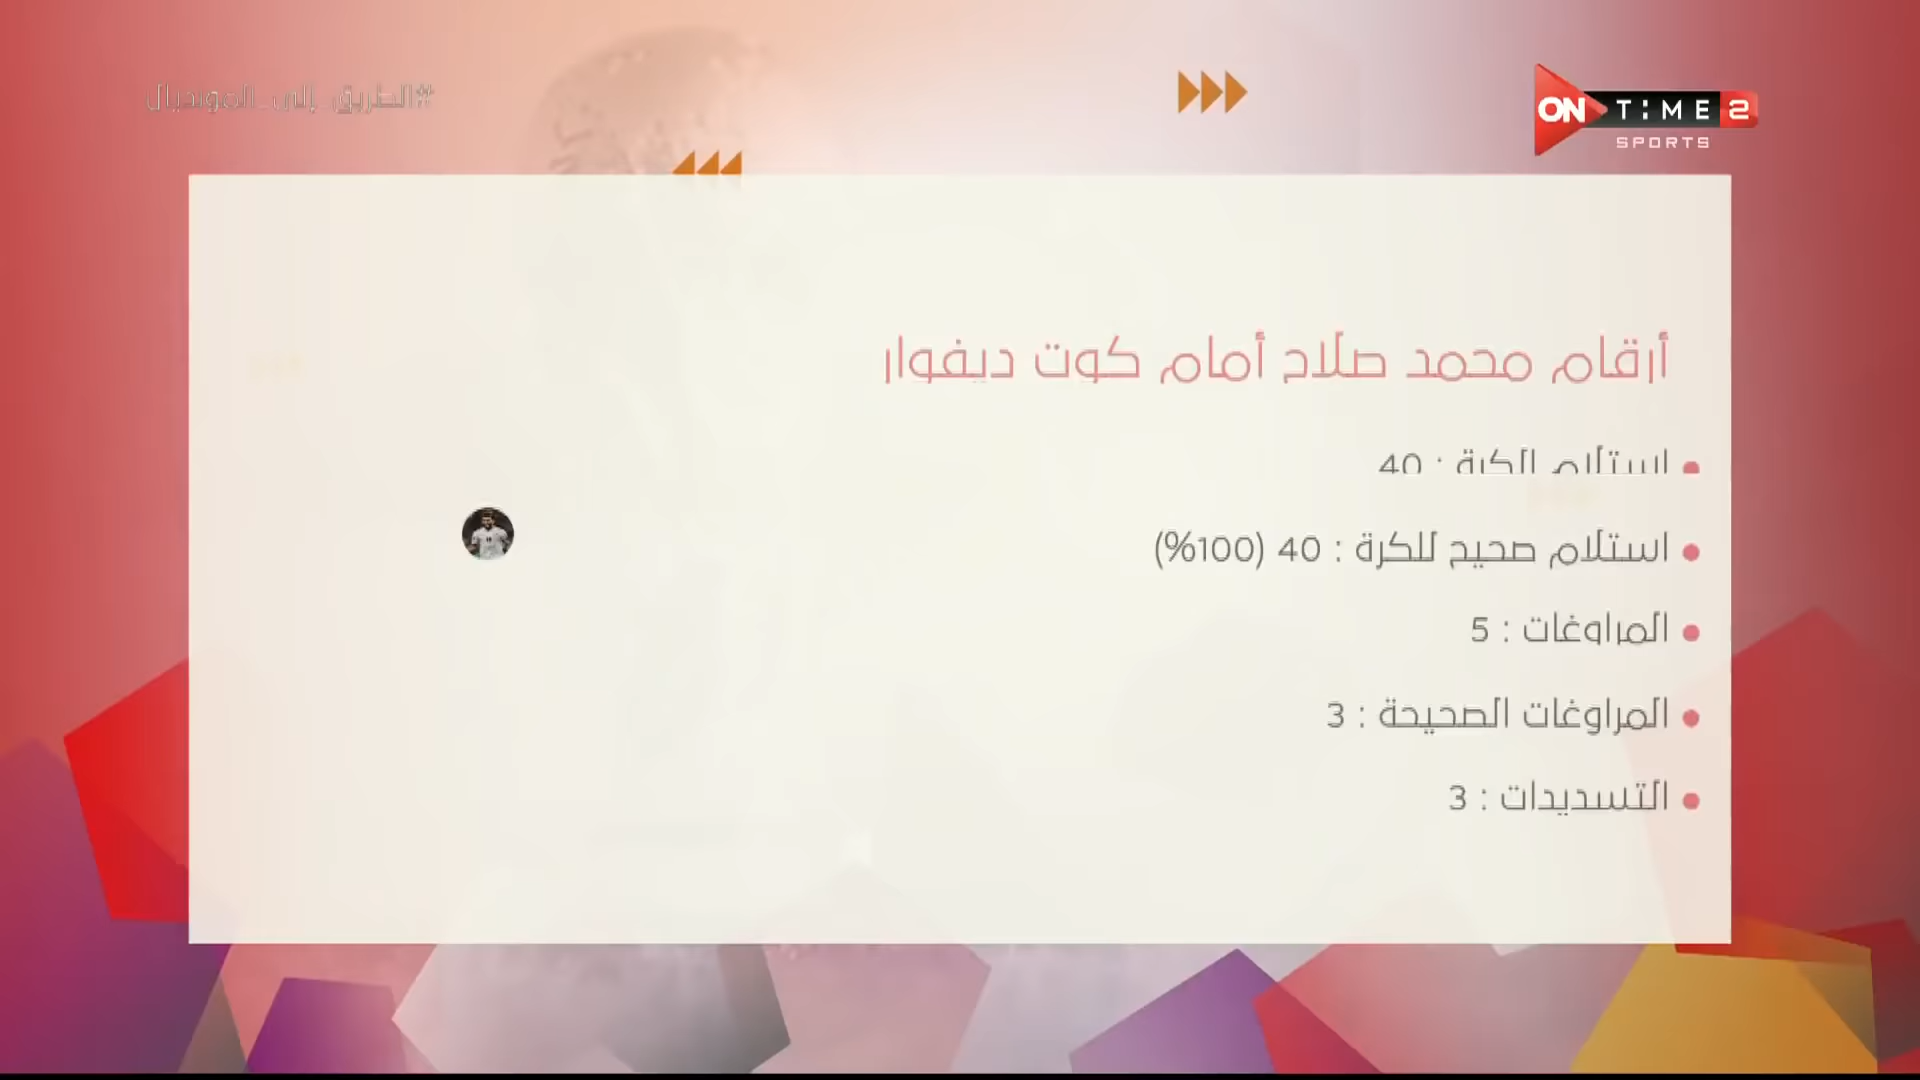 #الطريق_إلى_المونديال
ON TIME 2
SPORTS
أرقام محمد صلاح أمام كوت ديفوار
استلام الكرة : 40
استلام صحيح للكرة : 40 (100%)
المراوغات : 5
المراوغات الصحيحة : 3
التسديدات : 3